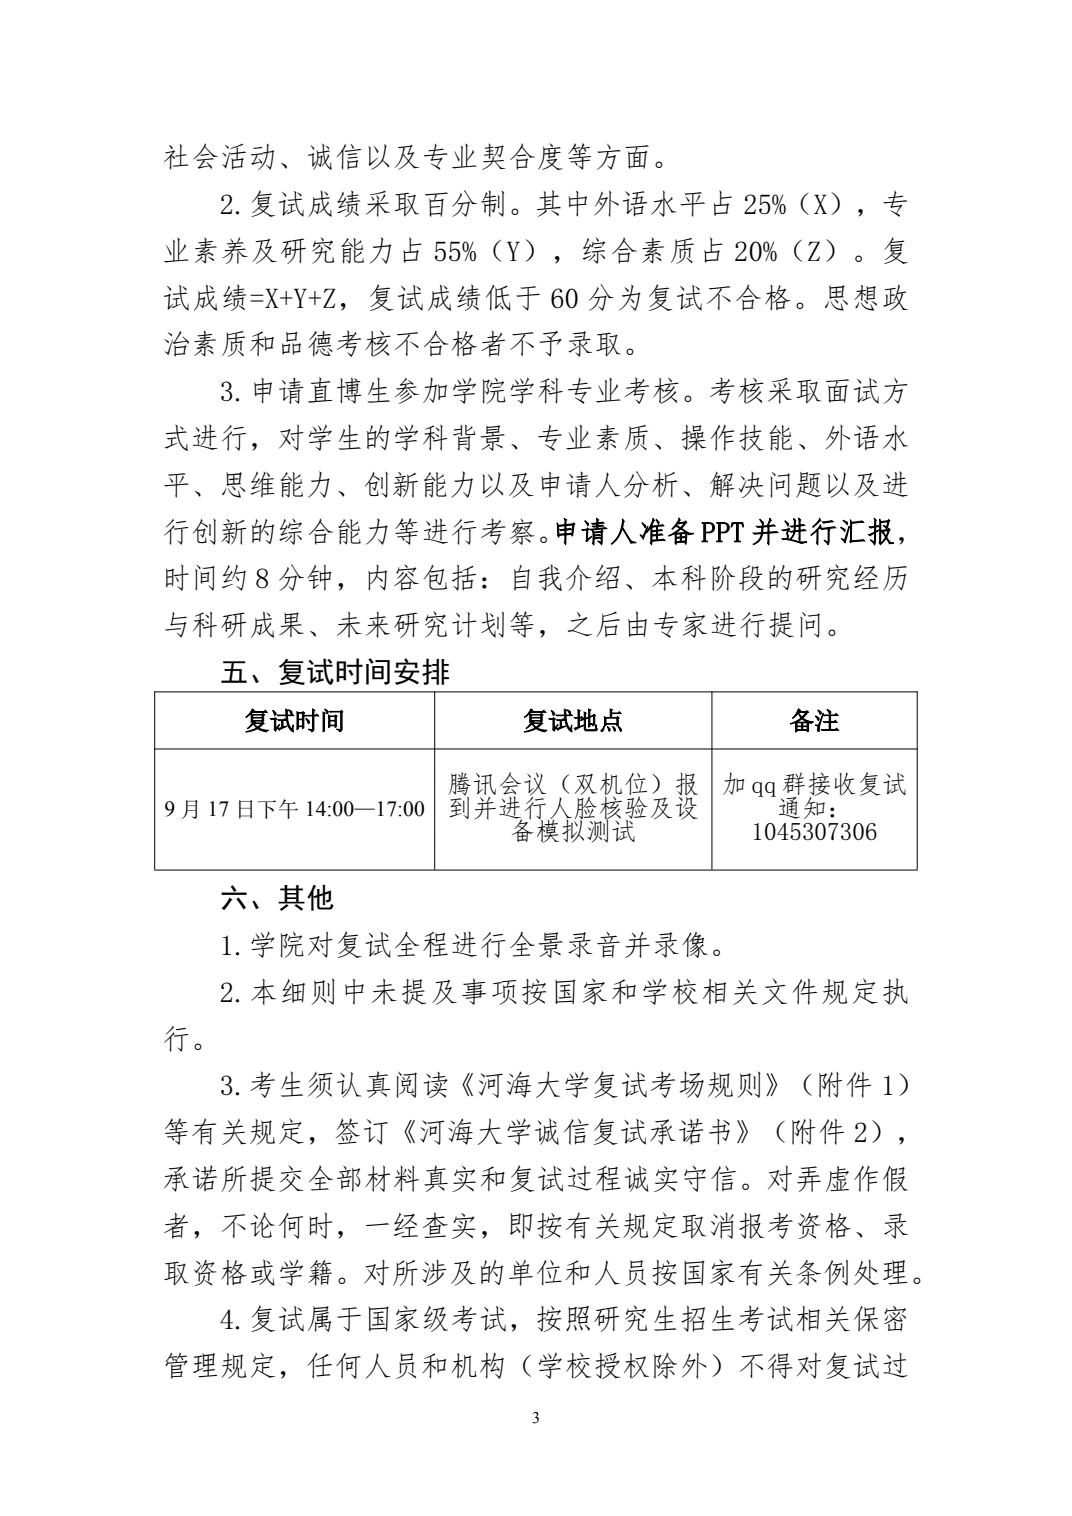 社会活动、诚信以及专业契合度等方面。
2.复试成绩采取百分制。其中外语水平占 25%（X），专
业素养及研究能力占 55%（Y），综合素质占 20%（Z）。复
试成绩=X+Y+Z，复试成绩低于 60 分为复试不合格。思想政
治素质和品德考核不合格者不予录取。
3.申请直博生参加学院学科专业考核。考核采取面试方
式进行，对学生的学科背景、专业素质、操作技能、外语水
平、思维能力、创新能力以及申请人分析、解决问题以及进
行创新的综合能力等进行考察。申请人准备 PPT 并进行汇报，
时间约 8 分钟，内容包括：自我介绍、本科阶段的研究经历
与科研成果、未来研究计划等，之后由专家进行提问。
五、复试时间安排
复试时间 复试地点 备注
9 月 17 日下午 14:00—17:00
腾讯会议（双机位）报
到并进行人脸核验及设
备模拟测试
加 qq 群接收复试
通知：
1045307306
六、其他
1.学院对复试全程进行全景录音并录像。
2.本细则中未提及事项按国家和学校相关文件规定执
行。
3.考生须认真阅读《河海大学复试考场规则》（附件 1）
等有关规定，签订《河海大学诚信复试承诺书》（附件 2），
承诺所提交全部材料真实和复试过程诚实守信。对弄虚作假
者，不论何时，一经查实，即按有关规定取消报考资格、录
取资格或学籍。对所涉及的单位和人员按国家有关条例处理。
4.复试属于国家级考试，按照研究生招生考试相关保密
管理规定，任何人员和机构（学校授权除外）不得对复试过
3